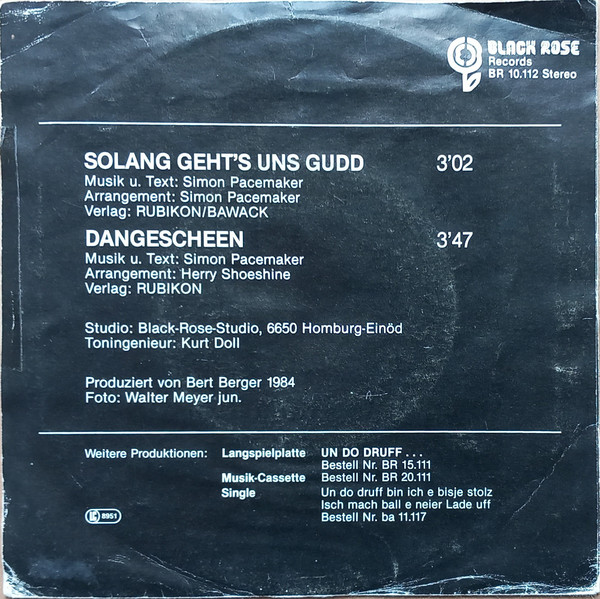 BLACK ROSE
Records
BR 10.112 Stereo
SOLANG GEHT'S UNS GUDD 3'02
Musik u. Text: Simon Pacemaker
Arrangement: Simon Pacemaker
Verlag: RUBIKON/BAWACK
DANGESCHEEN 3'47
Musik u. Text: Simon Pacemaker
Arrangement: Herry Shoeshine
Verlag: RUBIKON
Studio: Black-Rose-Studio, 6650 Homburg-Einöd
Toningenieur: Kurt Doll
Produziert von Bert Berger 1984
Foto: Walter Meyer jun.
Weitere Produktionen: Langspielplatte UN DO DRUFF . . .
Bestell Nr. BR 15.111
Musik-Cassette Bestell Nr. BR 20.111
Single Un do druff bin ich e bisje stolz
Isch mach ball e neier Lade uff
Bestell Nr. ba 11.117
LC 8951